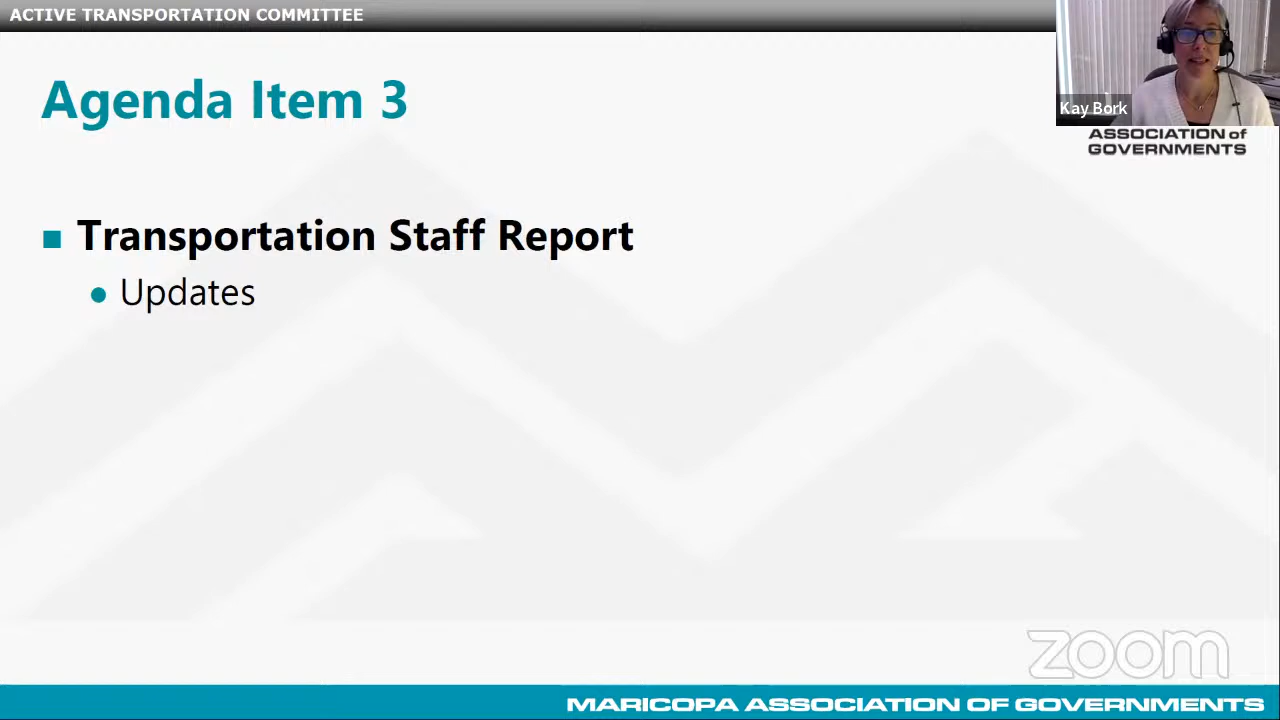 ACTIVE TRANSPORTATION COMMITTEE
Agenda Item 3
Kay Bork
ASSOCIATION of
GOVERNMENTS
Transportation Staff Report
Updates
zoom
MARICOPA ASSOCIATION OF GOVERNMENTS